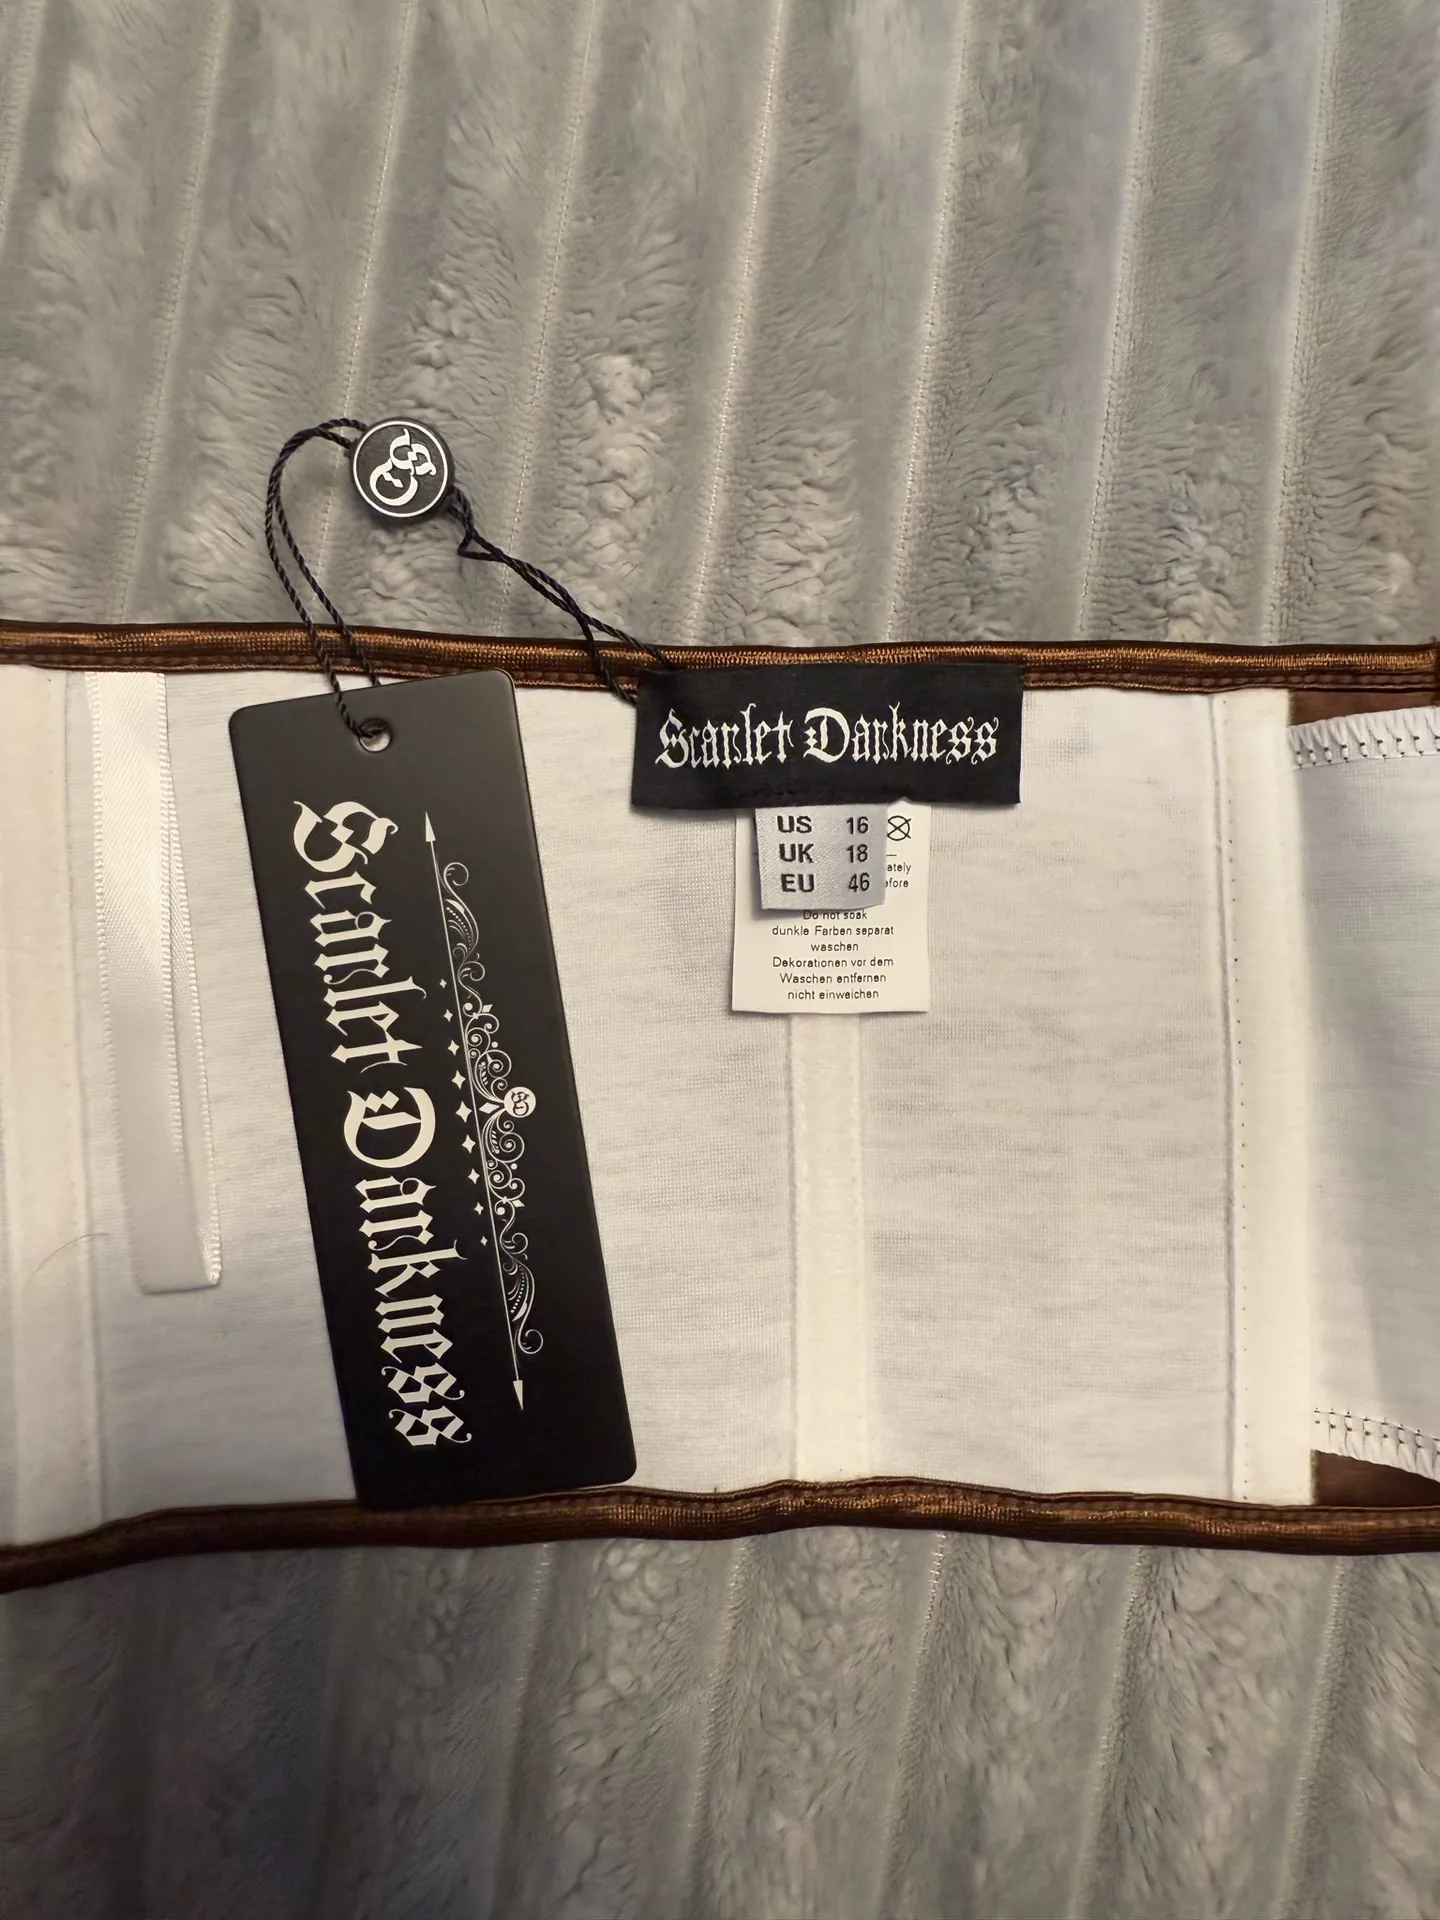 Scarlet Darkness
Scarlet Darkness
US 16
UK 18
EU 46
Do not soak
dunkle Farben separat
waschen
Dekorationen vor dem
Waschen entfernen
nicht einweichen